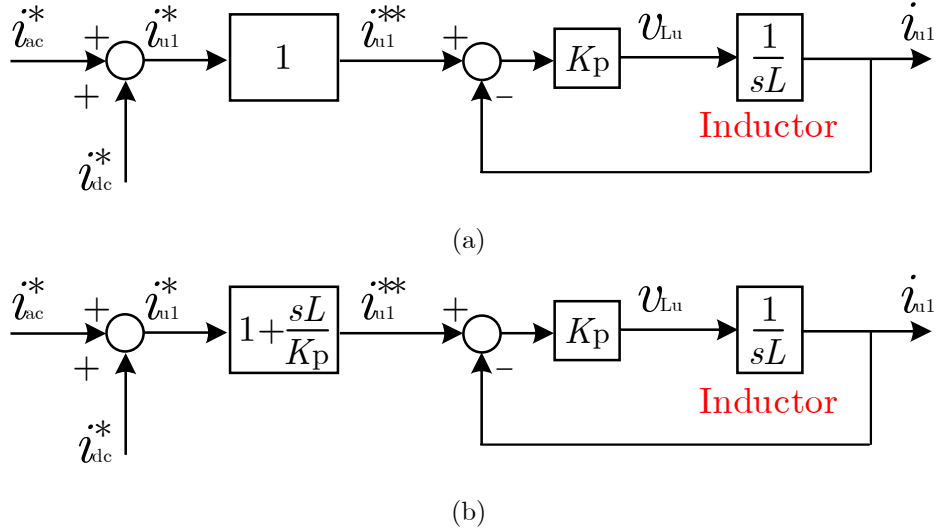 i*ac + i*u1 1 i**u1 + Kp vLu 1/sL iu1
+ −
Inductor
i*dc
(a)
i*ac + i*u1 1+sL/Kp i**u1 + Kp vLu 1/sL iu1
+ −
Inductor
i*dc
(b)